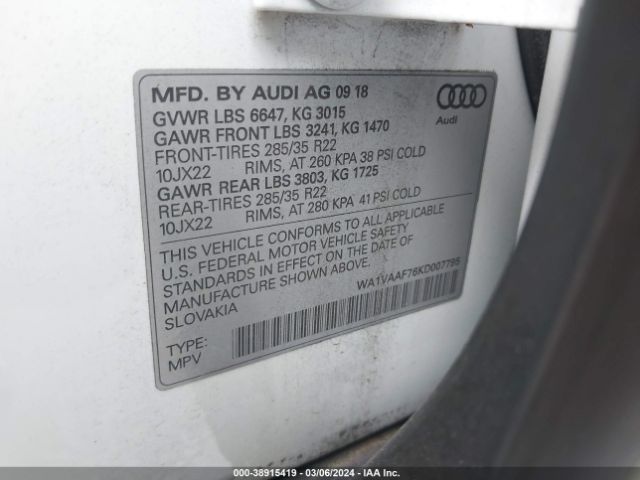 MFD. BY AUDI AG 09 18
GVWR LBS 6647, KG 3015
GAWR FRONT LBS 3241, KG 1470
FRONT-TIRES 285/35 R22
10JX22 RIMS, AT 260 KPA 38 PSI COLD
GAWR REAR LBS 3803, KG 1725
REAR-TIRES 285/35 R22
10JX22 RIMS, AT 280 KPA 41 PSI COLD
Audi
THIS VEHICLE CONFORMS TO ALL APPLICABLE
U.S. FEDERAL MOTOR VEHICLE SAFETY
STANDARDS IN EFFECT ON THE DATE OF
MANUFACTURE SHOWN ABOVE.
SLOVAKIA
WA1VAAF76KD007795
TYPE:
MPV
000-38915419 - 03/06/2024 - IAA Inc.